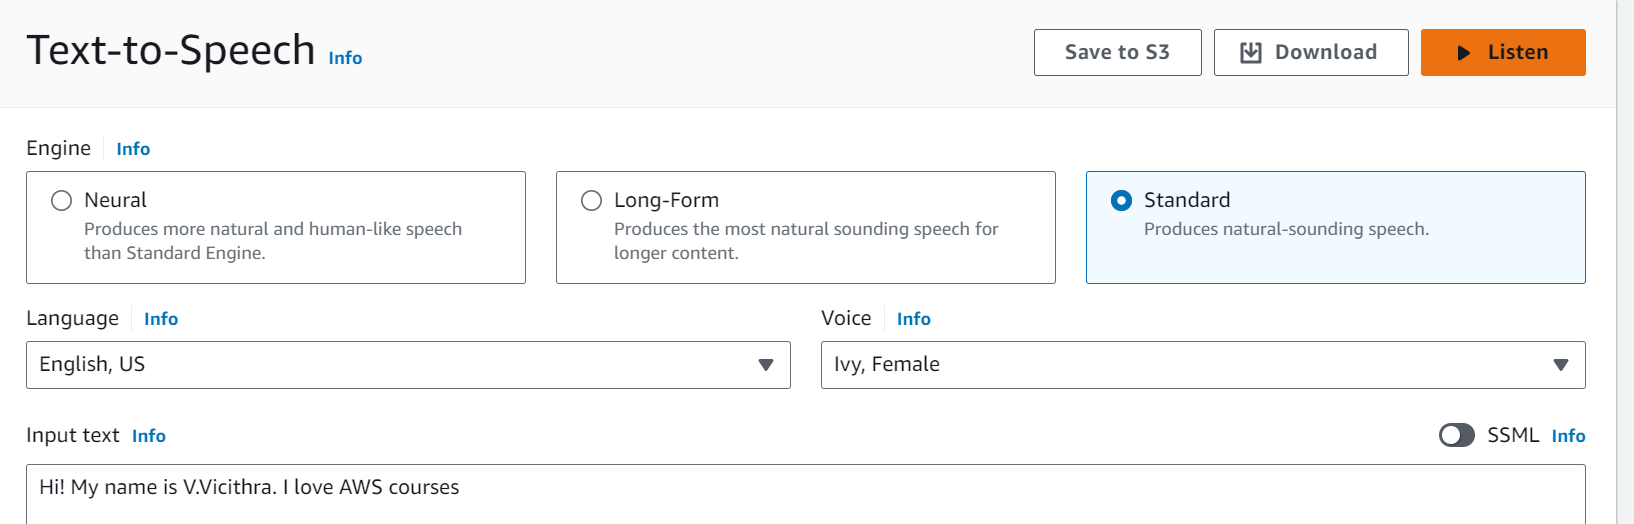 Text-to-Speech Info
Save to S3
Download
Listen
Engine Info
Neural
Produces more natural and human-like speech
than Standard Engine.
Long-Form
Produces the most natural sounding speech for
longer content.
Standard
Produces natural-sounding speech.
Language Info
English, US
Voice Info
Ivy, Female
Input text Info
SSML Info
Hi! My name is V.Vicithra. I love AWS courses